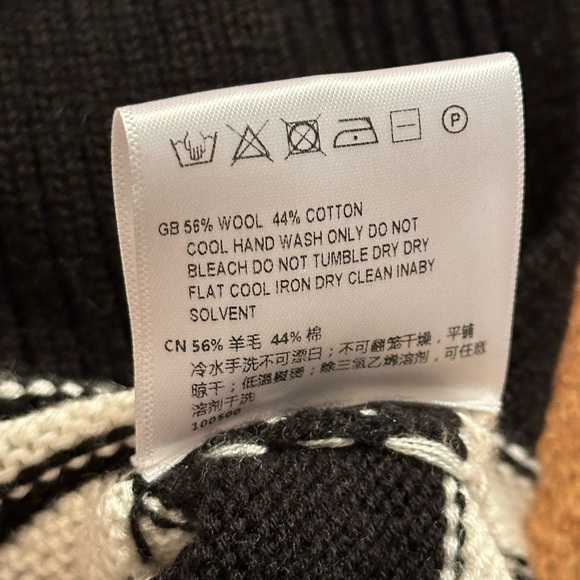 P
GB 56% WOOL 44% COTTON
COOL HAND WASH ONLY DO NOT
BLEACH DO NOT TUMBLE DRY DRY
FLAT COOL IRON DRY CLEAN INABY
SOLVENT
CN 56% 羊毛 44% 棉
冷水手洗不可漂白；不可翻笼干燥，平铺
晾干；低温熨烫；除三氯乙烯溶剂，可任意
溶剂干洗
100500